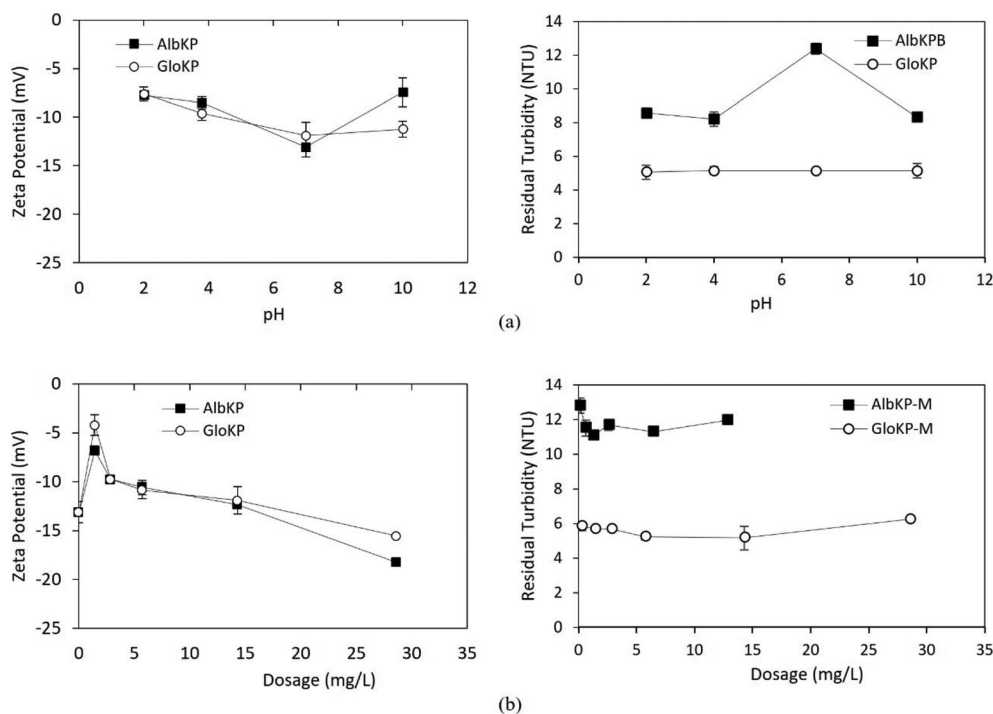 0
-5
-10
-15
-20
-25
Zeta Potential (mV)
AlbKP
GloKP
0 2 4 6 8 10 12
pH
14
12
10
8
6
4
2
0
Residual Turbidity (NTU)
AlbKPB
GloKP
0 2 4 6 8 10 12
pH
(a)
0
-5
-10
-15
-20
-25
Zeta Potential (mV)
AlbKP
GloKP
0 5 10 15 20 25 30 35
Dosage (mg/L)
14
12
10
8
6
4
2
0
Residual Turbidity (NTU)
AlbKP-M
GloKP-M
0 5 10 15 20 25 30 35
Dosage (mg/L)
(b)